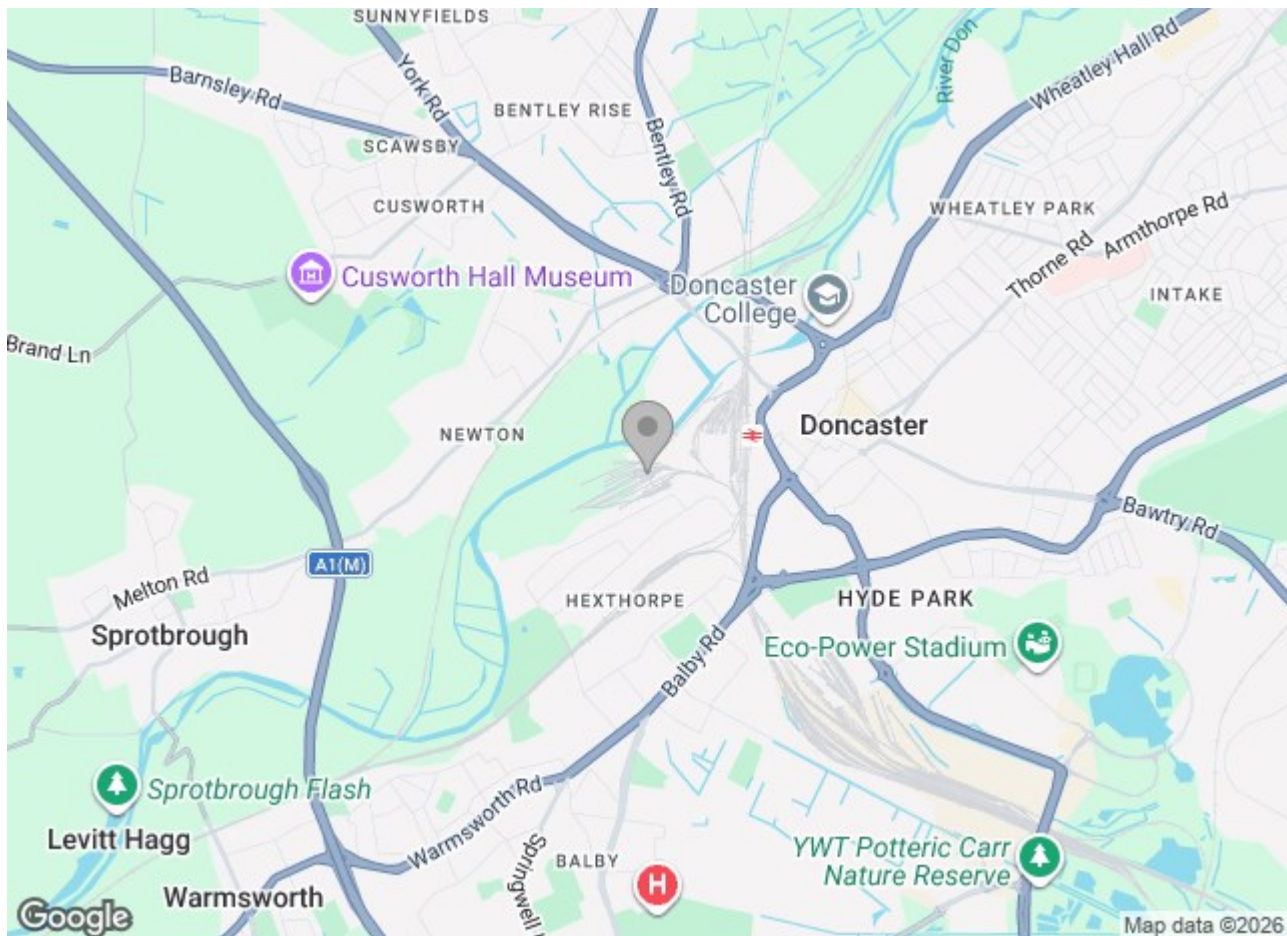 SUNNYFIELDS
Barnsley Rd
York Rd
BENTLEY RISE
Bentley Rd
River Don
Wheatley Hall Rd
SCAWSBY
CUSWORTH
WHEATLEY PARK
Armthorpe Rd
Thorne Rd
Cusworth Hall Museum
Doncaster
College
INTAKE
Brand Ln
NEWTON
Doncaster
Bawtry Rd
A1(M)
Melton Rd
HEXTHORPE
HYDE PARK
Sprotbrough
Balby Rd
Eco-Power Stadium
Sprotbrough Flash
Levitt Hagg
Warmsworth Rd
Springwell
BALBY
YWT Potteric Carr
Nature Reserve
H
Warmsworth
Google
Map data ©2026